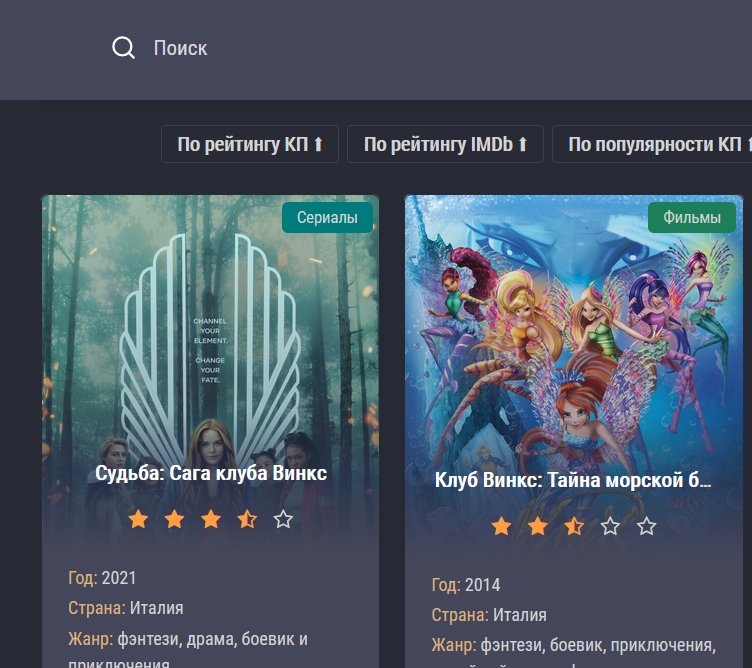 Поиск
По рейтингу КП ⬆
По рейтингу IMDb ⬆
По популярности КП
Сериалы
CHANNEL
YOUR
ELEMENT.
CHANGE
YOUR
FATE.
Судьба: Сага клуба Винкс
Год: 2021
Страна: Италия
Жанр: фэнтези, драма, боевик и
приключения
Фильмы
Клуб Винкс: Тайна морской б...
Год: 2014
Страна: Италия
Жанр: фэнтези, боевик, приключения,